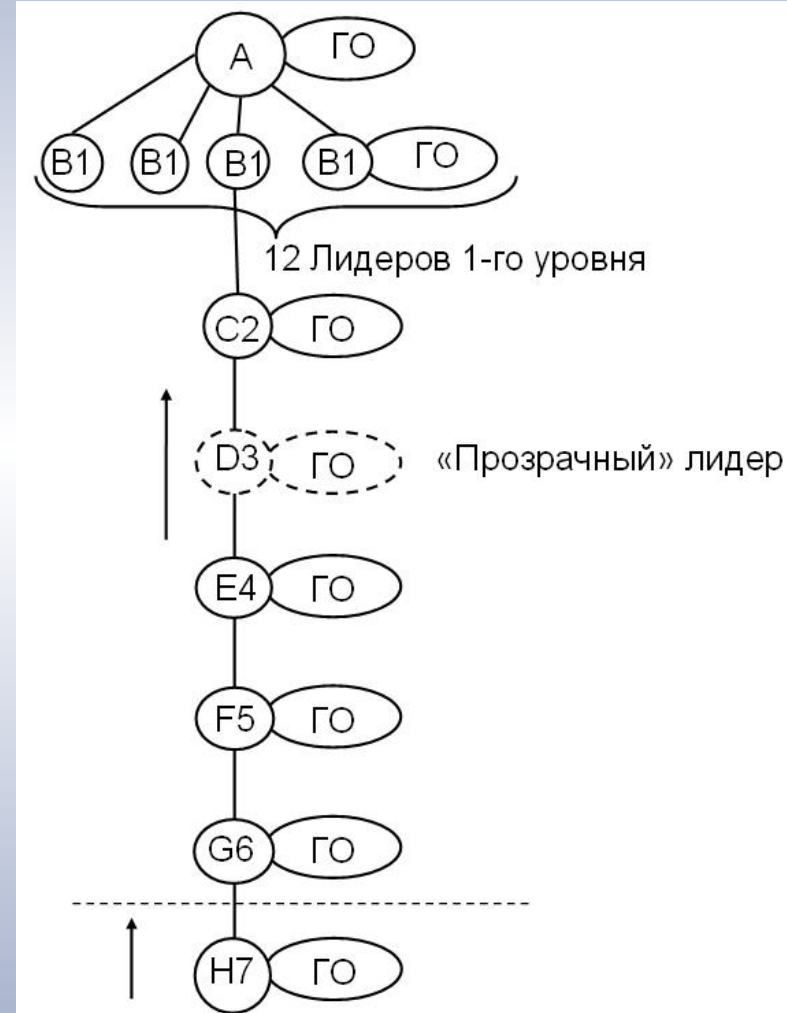 А ГО
В1 В1 В1 В1 ГО
12 Лидеров 1-го уровня
С2 ГО
D3 ГО «Прозрачный» лидер
Е4 ГО
F5 ГО
G6 ГО
Н7 ГО